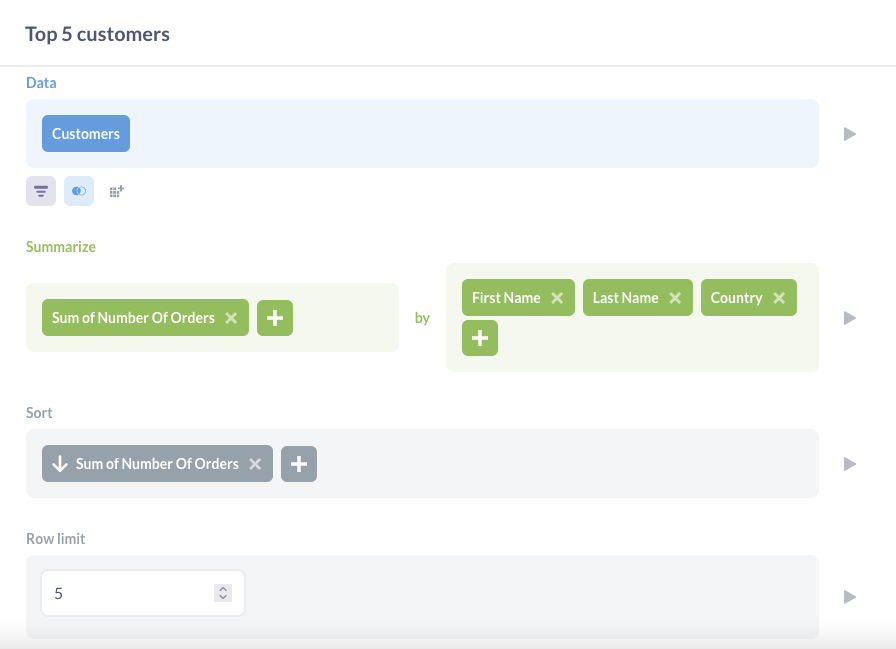 Top 5 customers
Data
Customers
Summarize
Sum of Number Of Orders
by
First Name
Last Name
Country
Sort
Sum of Number Of Orders
Row limit
5